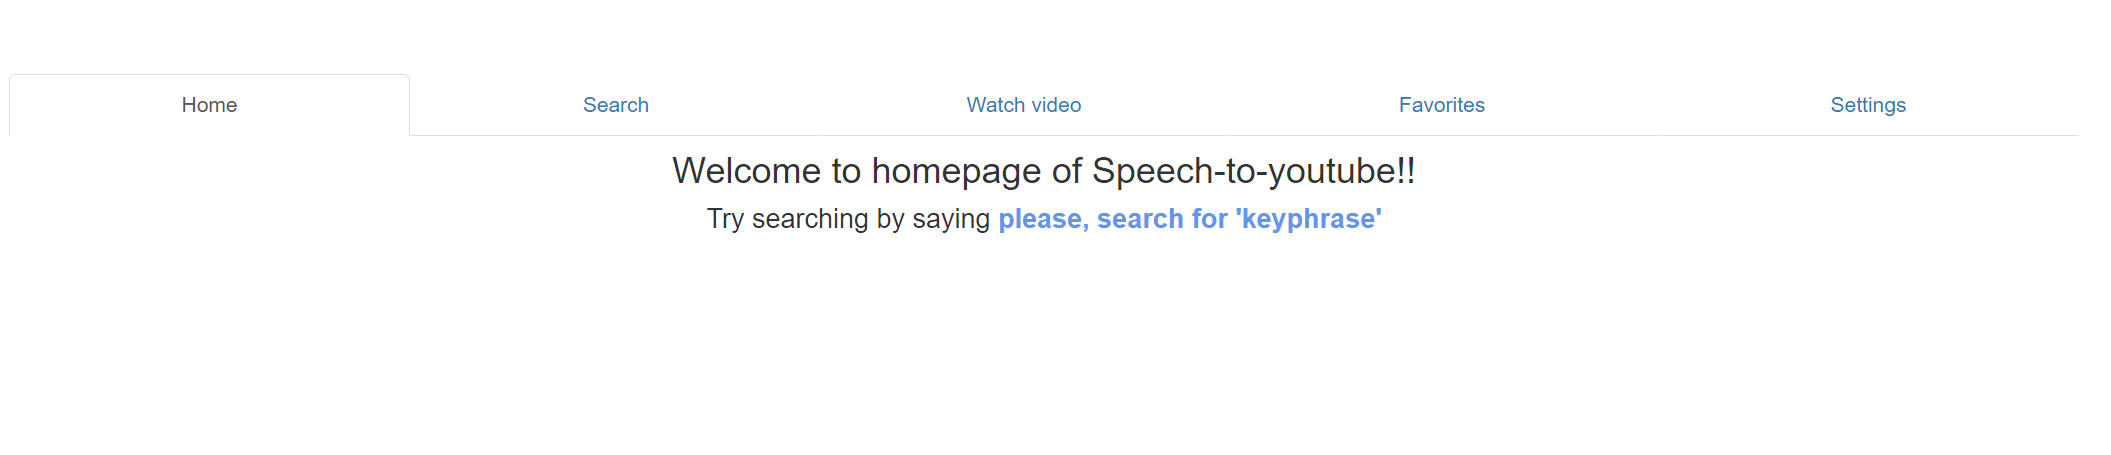 Home Search Watch video Favorites Settings
Welcome to homepage of Speech-to-youtube!!
Try searching by saying please, search for 'keyphrase'